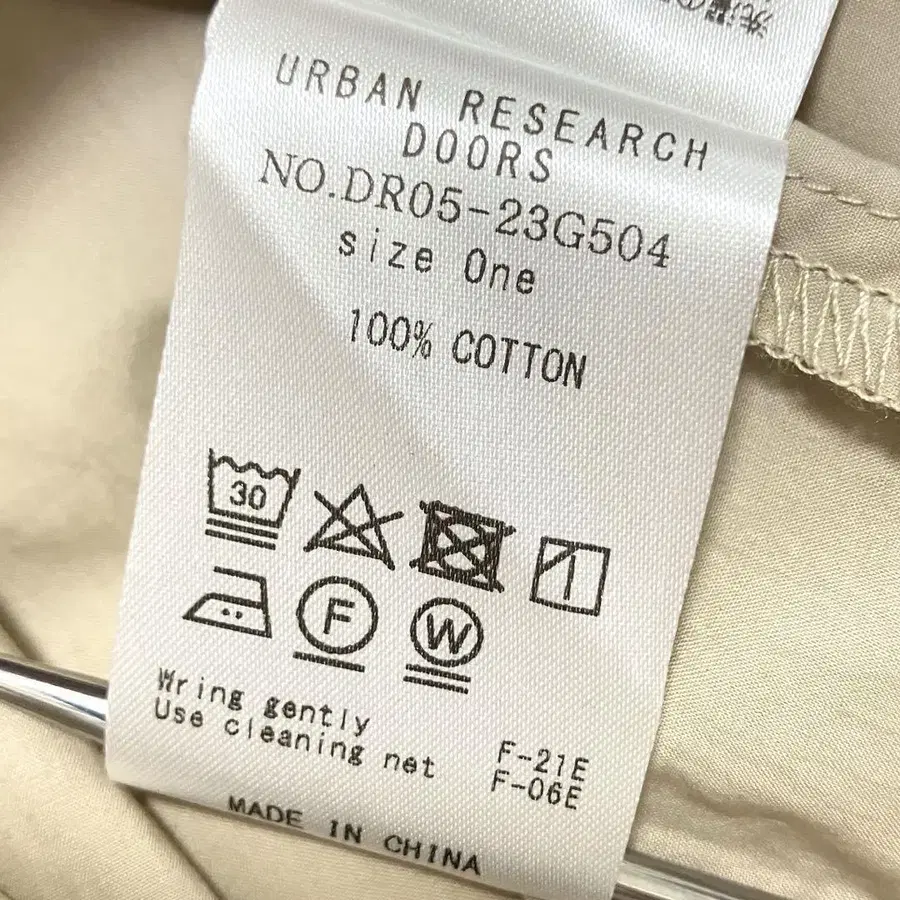 URBAN RESEARCH
DOORS
NO.DR05-23G504
size One
100% COTTON
30
F
W
Wring gently
Use cleaning net
F-21E
F-06E
MADE IN CHINA